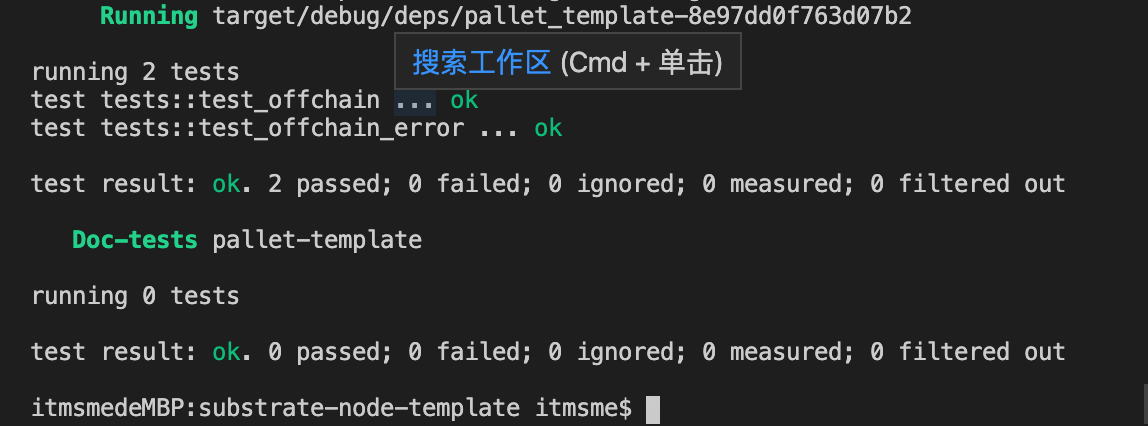 Running target/debug/deps/pallet_template-8e97dd0f763d07b2
搜索工作区 (Cmd + 单击)
running 2 tests
test tests::test_offchain ... ok
test tests::test_offchain_error ... ok
test result: ok. 2 passed; 0 failed; 0 ignored; 0 measured; 0 filtered out
Doc-tests pallet-template
running 0 tests
test result: ok. 0 passed; 0 failed; 0 ignored; 0 measured; 0 filtered out
itmsmedeMBP:substrate-node-template itmsme$